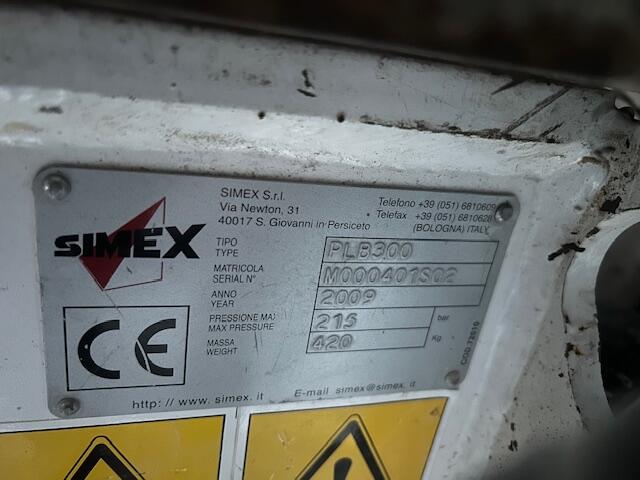 SIMEX
SIMEX S.r.l.
Via Newton, 31
40017 S. Giovanni in Persiceto
Telefono +39 (051) 6810609
Telefax +39 (051) 6810628
(BOLOGNA) ITALY
TIPO
TYPE PLB300
MATRICOLA
SERIAL N° M000401S02
ANNO
YEAR 2009
PRESSIONE MAX
MAX PRESSURE 215 bar
MASSA
WEIGHT 420 Kg
CE
COD.72010
http:// www. simex. it
E-mail simex@simex.it